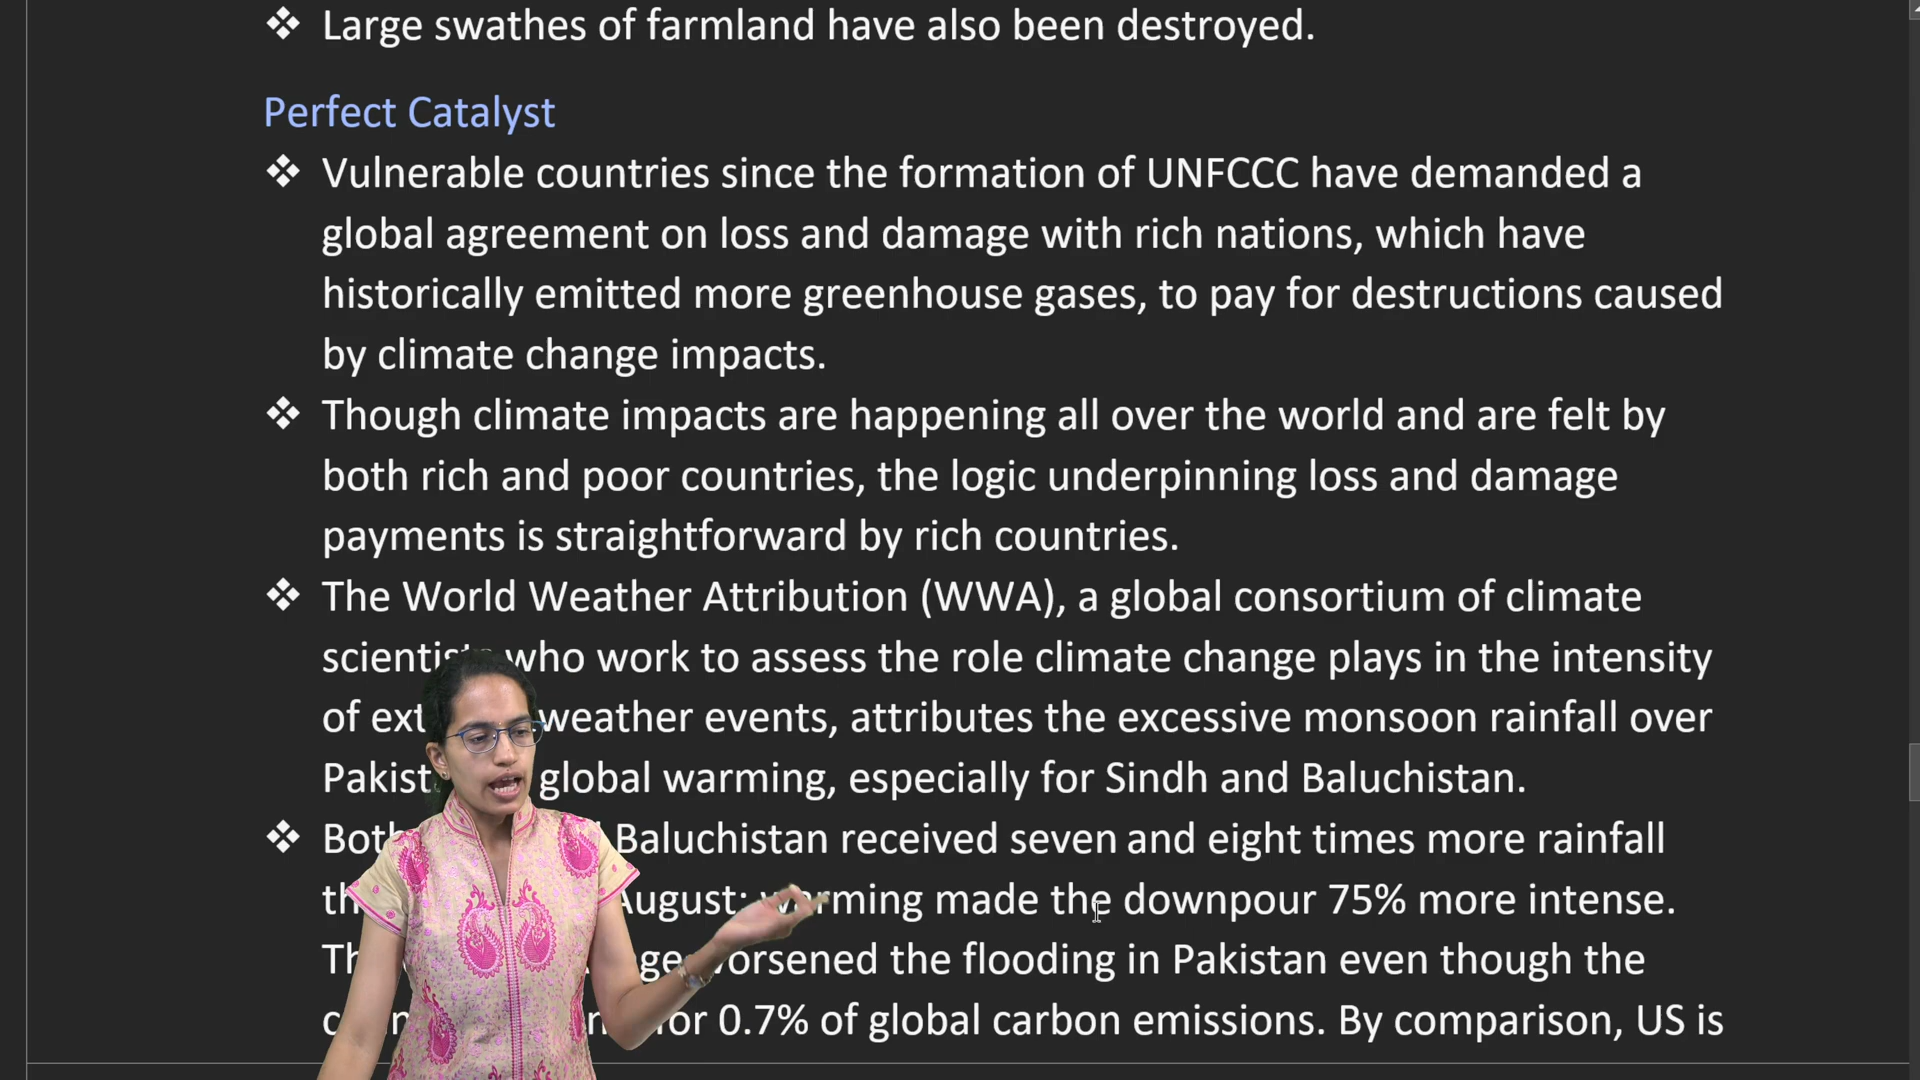 ❖ Large swathes of farmland have also been destroyed.
Perfect Catalyst
❖ Vulnerable countries since the formation of UNFCCC have demanded a
global agreement on loss and damage with rich nations, which have
historically emitted more greenhouse gases, to pay for destructions caused
by climate change impacts.
❖ Though climate impacts are happening all over the world and are felt by
both rich and poor countries, the logic underpinning loss and damage
payments is straightforward by rich countries.
❖ The World Weather Attribution (WWA), a global consortium of climate
scientists who work to assess the role climate change plays in the intensity
of weather events, attributes the excessive monsoon rainfall over
global warming, especially for Sindh and Baluchistan.
❖ Baluchistan received seven and eight times more rainfall
August; warming made the downpour 75% more intense.
worsened the flooding in Pakistan even though the
for 0.7% of global carbon emissions. By comparison, US is